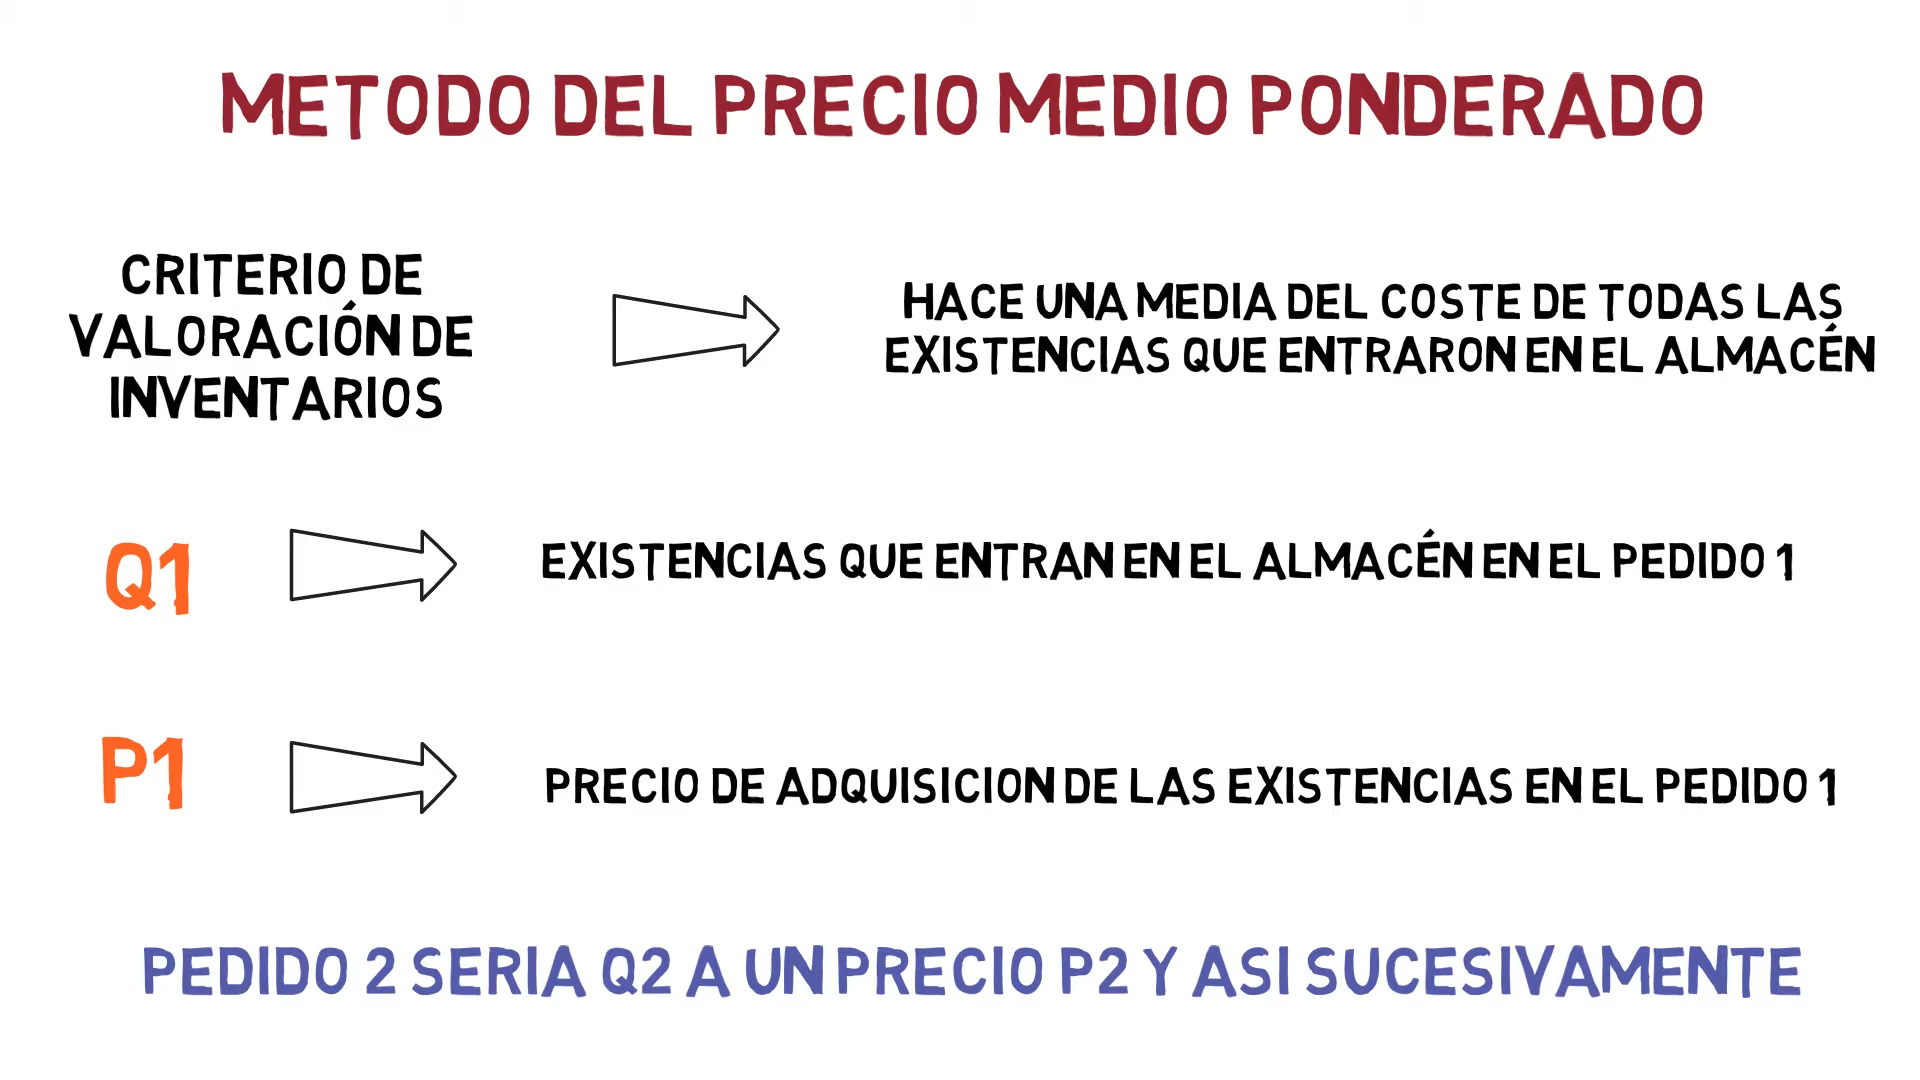 METODO DEL PRECIO MEDIO PONDERADO
CRITERIO DE
VALORACIÓN DE
INVENTARIOS
HACE UNA MEDIA DEL COSTE DE TODAS LAS
EXISTENCIAS QUE ENTRARON EN EL ALMACÉN
Q1
EXISTENCIAS QUE ENTRAN EN EL ALMACÉN EN EL PEDIDO 1
P1
PRECIO DE ADQUISICION DE LAS EXISTENCIAS EN EL PEDIDO 1
PEDIDO 2 SERIA Q2 A UN PRECIO P2 Y ASI SUCESIVAMENTE